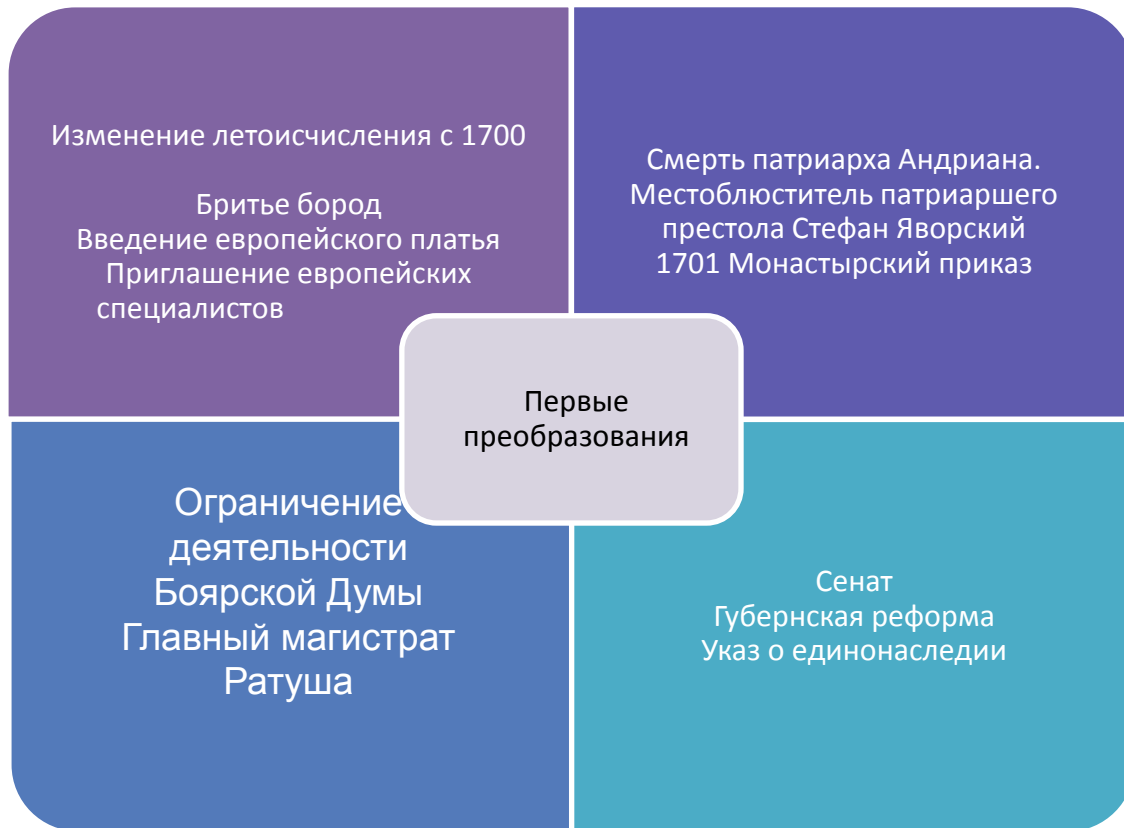 Изменение летоисчисления с 1700
Бритье бород
Введение европейского платья
Приглашение европейских
специалистов
Смерть патриарха Андриана.
Местоблюститель патриаршего
престола Стефан Яворский
1701 Монастырский приказ
Первые
преобразования
Ограничение
деятельности
Боярской Думы
Главный магистрат
Ратуша
Сенат
Губернская реформа
Указ о единонаследии